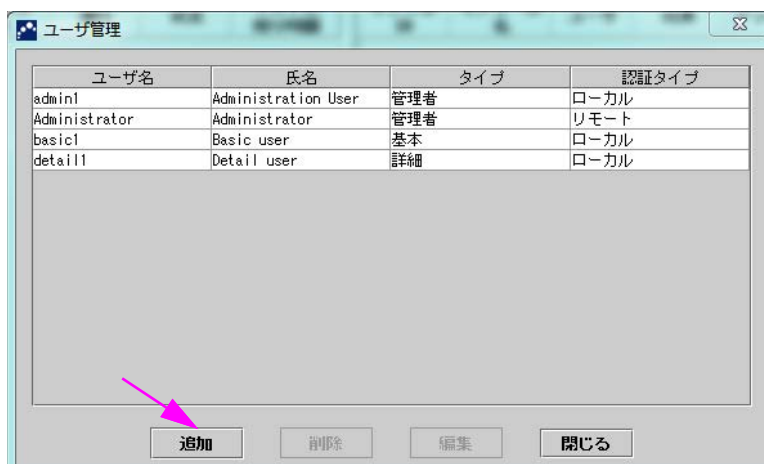 ユーザ管理
ユーザ名 氏名 タイプ 認証タイプ
admin1 Administration User 管理者 ローカル
Administrator Administrator 管理者 リモート
basic1 Basic user 基本 ローカル
detail1 Detail user 詳細 ローカル
追加 削除 編集 閉じる